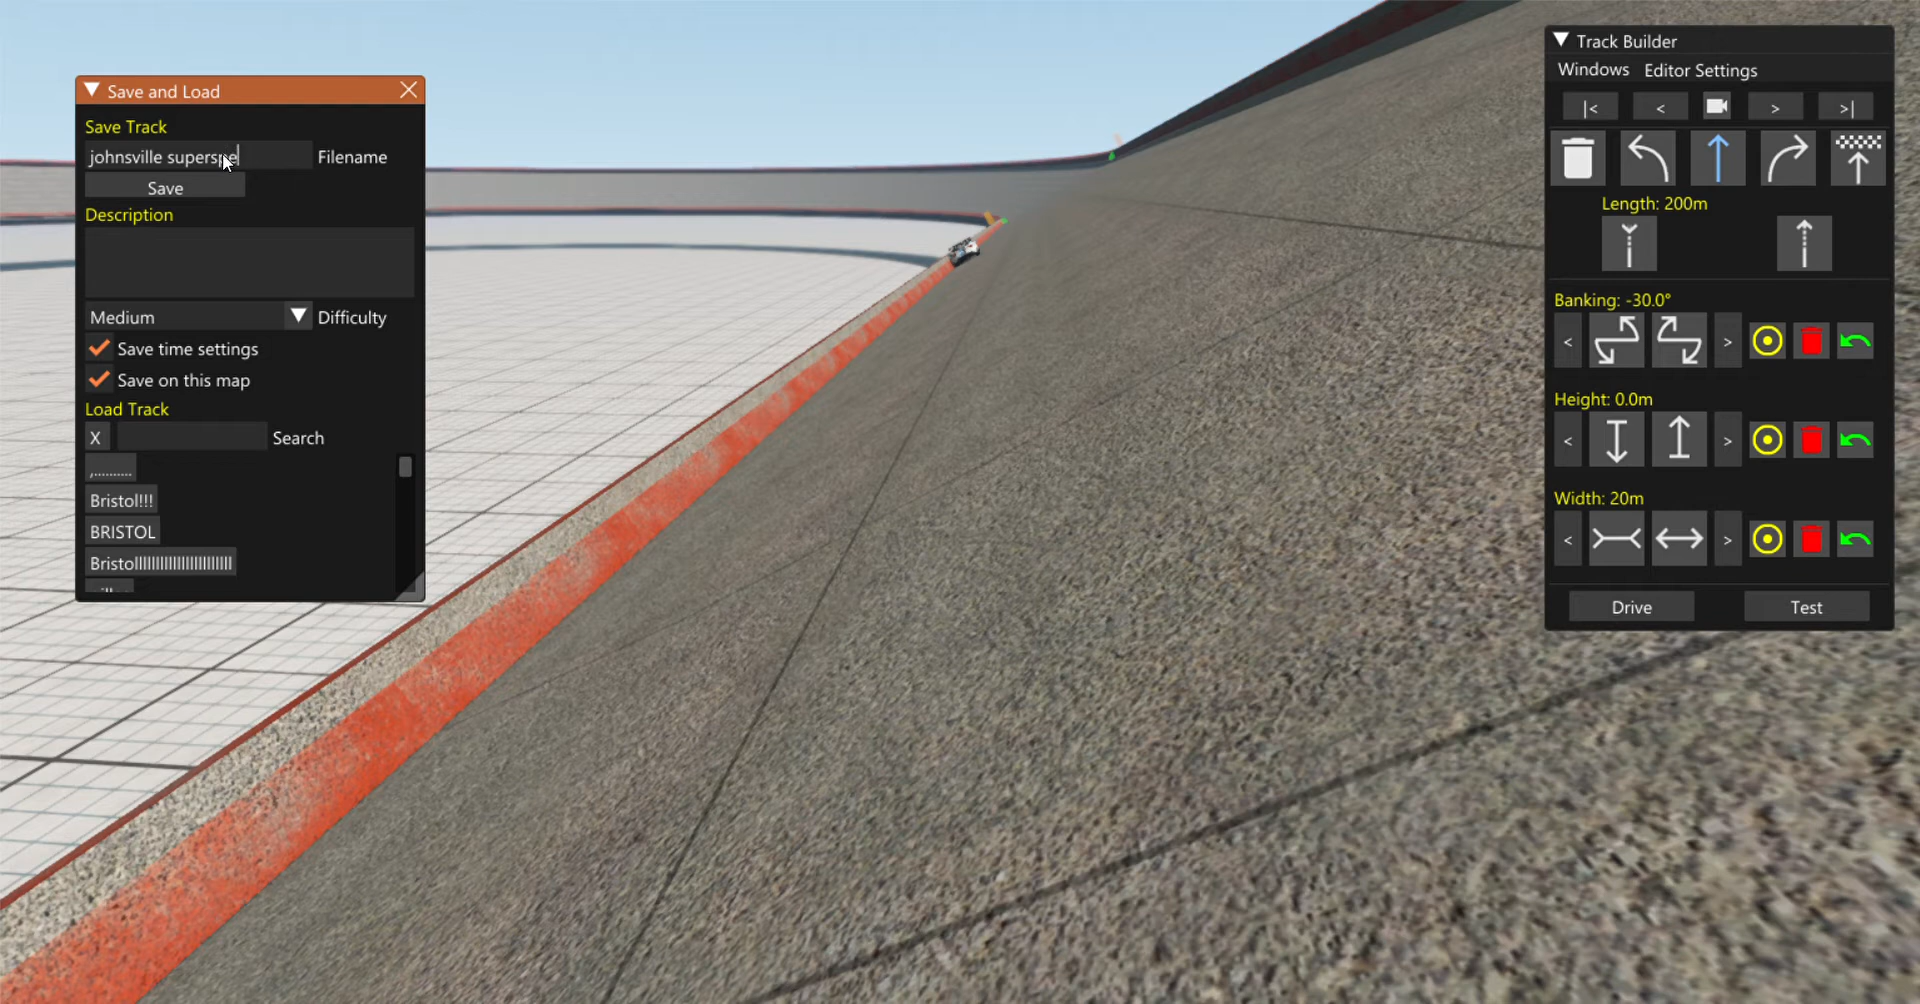 Save and Load
Save Track
johnsville superspe
Filename
Save
Description
Medium
Difficulty
Save time settings
Save on this map
Load Track
X
Search
,..........
Bristol!!!
BRISTOL
Bristollllllllllllllllllllllll
Track Builder
Windows Editor Settings
|< < > >|
Length: 200m
Banking: -30.0°
< >
Height: 0.0m
< >
Width: 20m
< >
Drive
Test